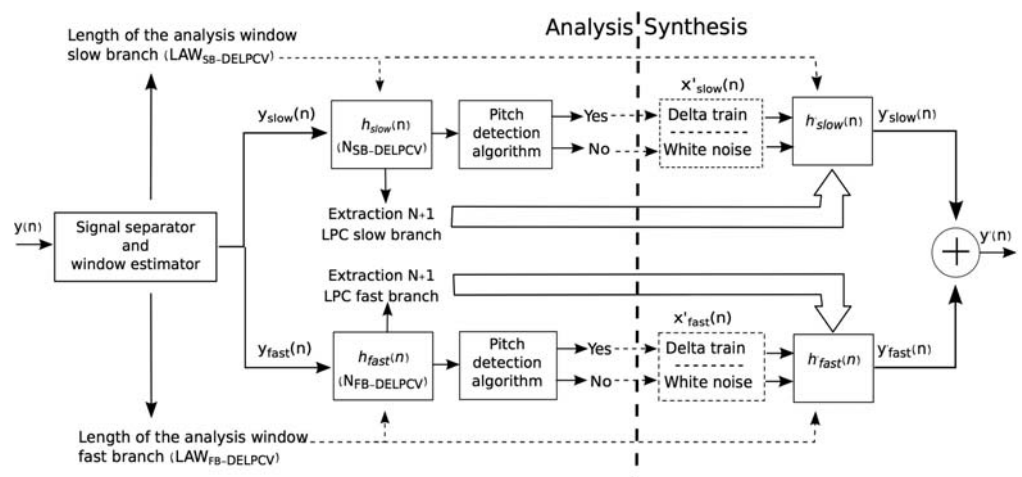 Analysis Synthesis
Length of the analysis window
slow branch (LAWSB-DELPCV)
x'slow(n)
yslow(n)
hslow(n)
(NSB-DELPCV)
Pitch
detection
algorithm
Yes
No
Delta train
White noise
h'slow(n)
y'slow(n)
Extraction N+1
LPC slow branch
y(n)
Signal separator
and
window estimator
+
y'(n)
Extraction N+1
LPC fast branch
x'fast(n)
yfast(n)
hfast(n)
(NFB-DELPCV)
Pitch
detection
algorithm
Yes
No
Delta train
White noise
h'fast(n)
y'fast(n)
Length of the analysis window
fast branch (LAWFB-DELPCV)